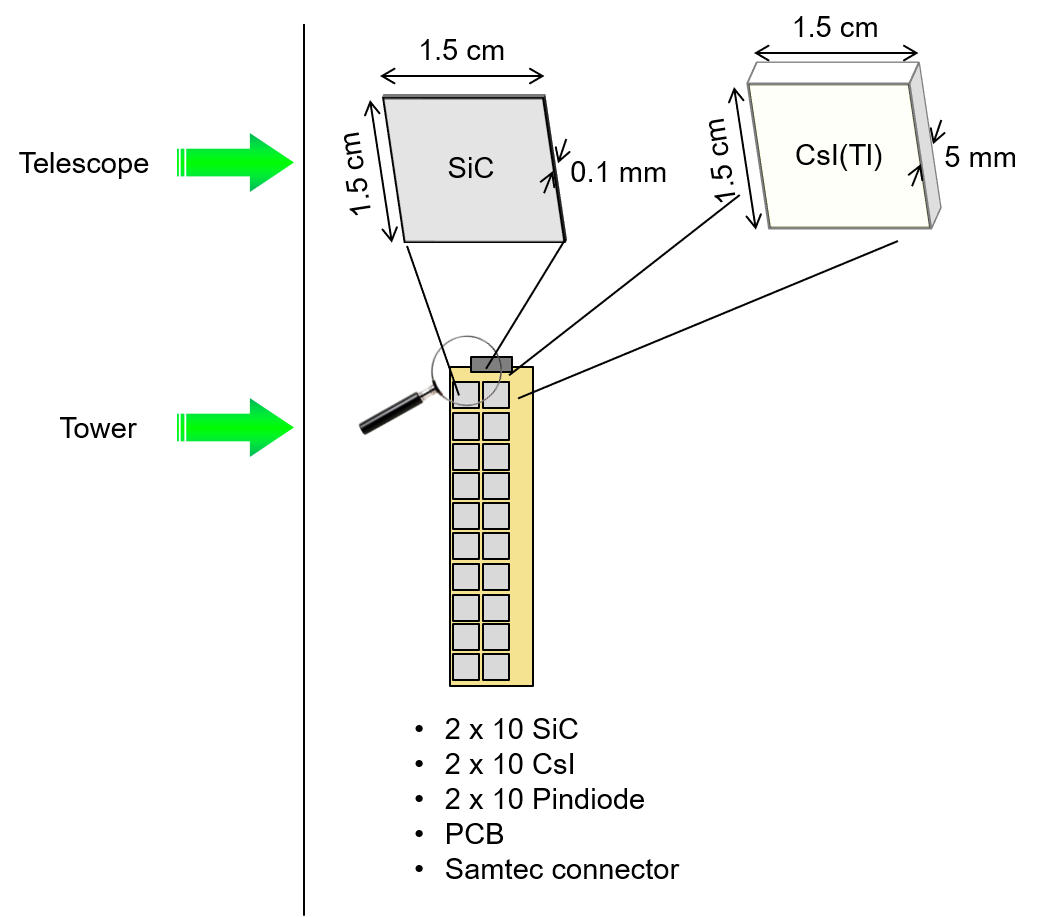 1.5 cm
1.5 cm
SiC
0.1 mm
1.5 cm
1.5 cm
CsI(Tl)
5 mm
Telescope
Tower
• 2 x 10 SiC
• 2 x 10 CsI
• 2 x 10 Pindiode
• PCB
• Samtec connector